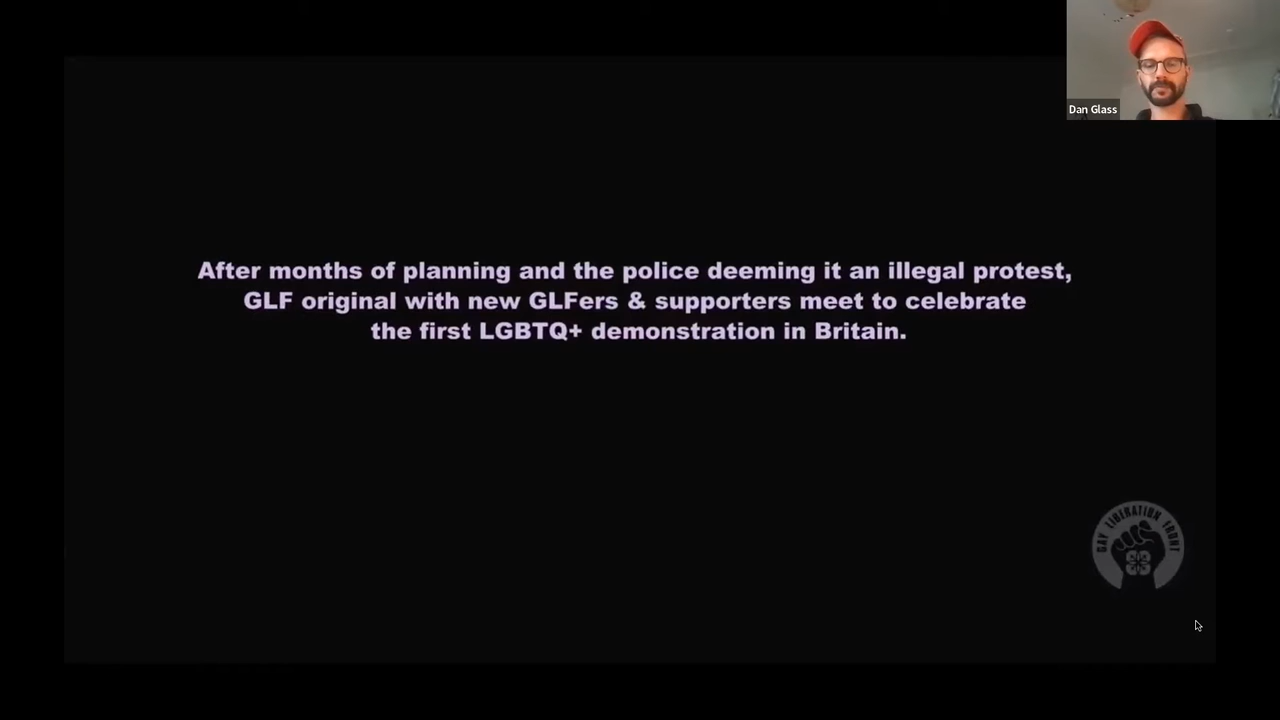 Dan Glass
After months of planning and the police deeming it an illegal protest,
GLF original with new GLFers & supporters meet to celebrate
the first LGBTQ+ demonstration in Britain.
GAY LIBERATION FRONT